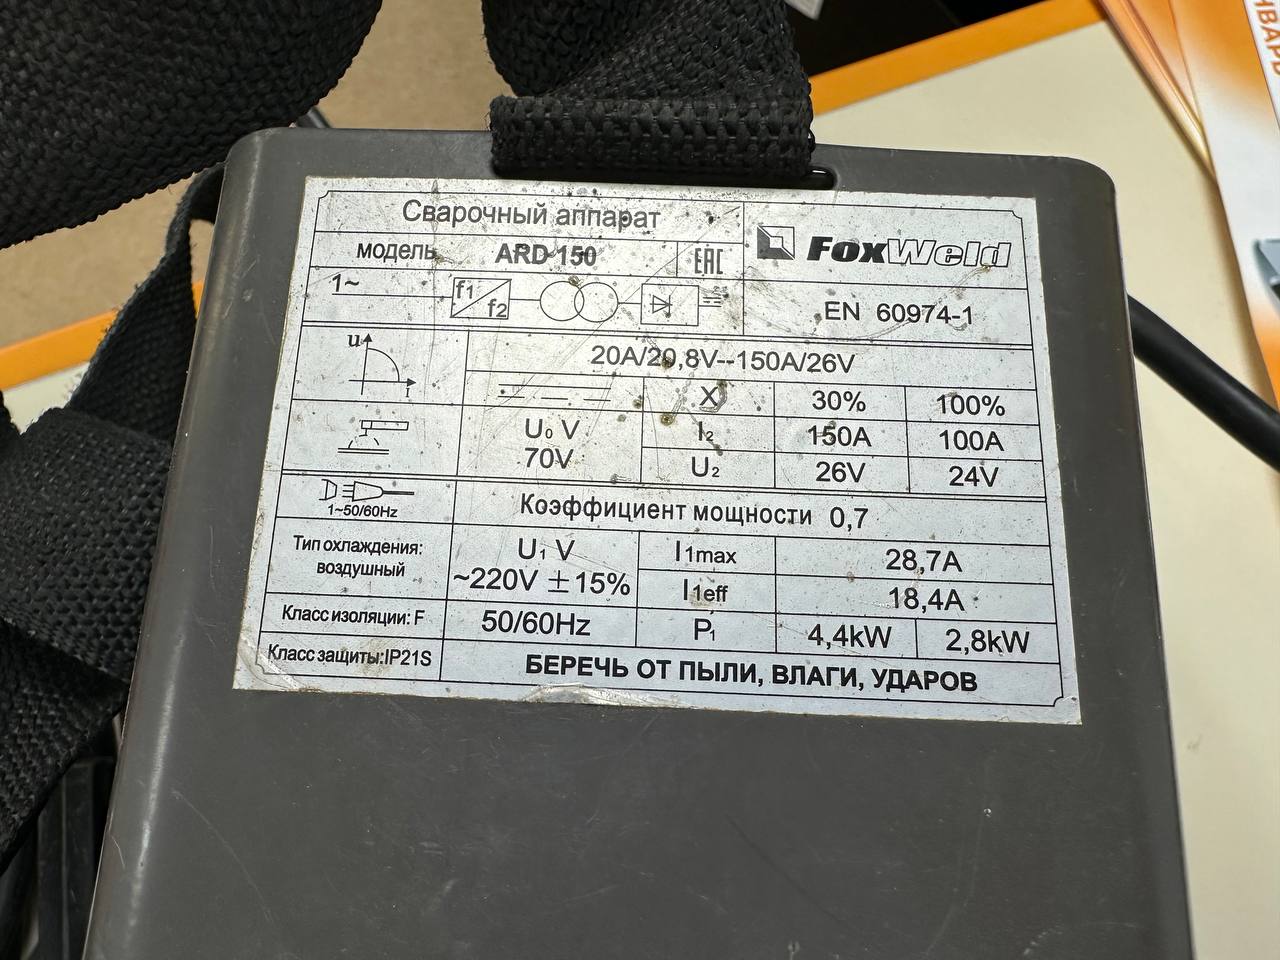 Сварочный аппарат
модель ARD 150 EAC
FoxWeld
1~ f1 f2
EN 60974-1
u
I
20A/20,8V--150A/26V
X 30% 100%
U0 V
70V
I2 150A 100A
U2 26V 24V
1~50/60Hz
Коэффициент мощности 0,7
Тип охлаждения:
воздушный
U1 V
~220V ±15%
I1max 28,7A
I1eff 18,4A
Класс изоляции: F
50/60Hz
P1 4,4kW 2,8kW
Класс защиты:IP21S
БЕРЕЧЬ ОТ ПЫЛИ, ВЛАГИ, УДАРОВ